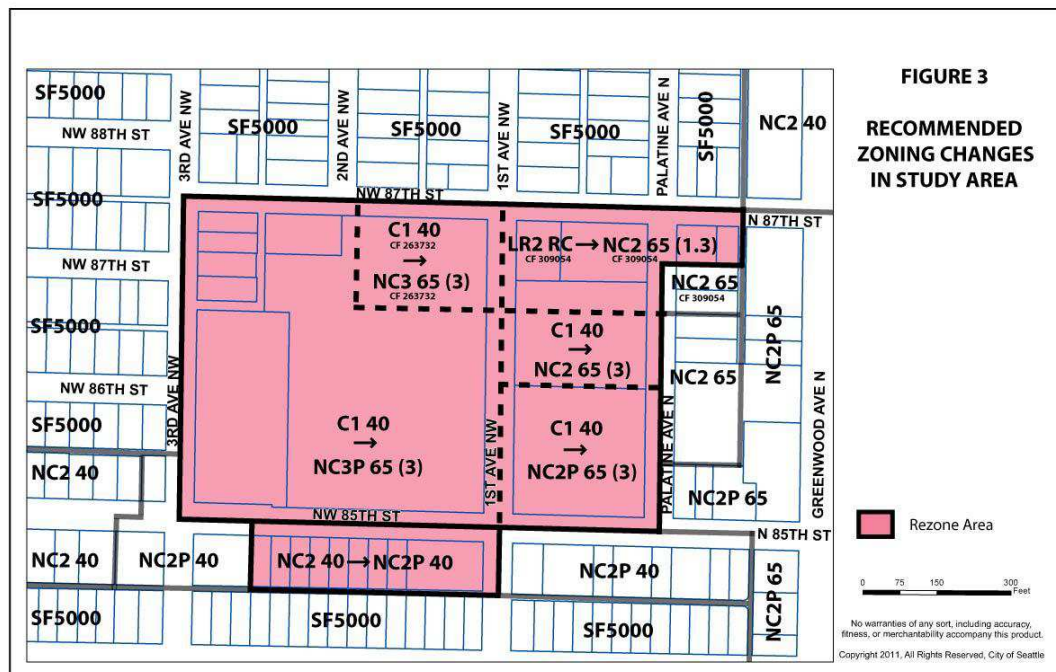 FIGURE 3
RECOMMENDED
ZONING CHANGES
IN STUDY AREA
SF5000
NW 88TH ST
3RD AVE NW
SF5000
2ND AVE NW
SF5000
1ST AVE NW
SF5000
PALATINE AVE N
SF5000
NC2 40
SF5000
NW 87TH ST
N 87TH ST
C1 40
CF 263732
→
NC3 65 (3)
CF 263732
LR2 RC → NC2 65 (1.3)
CF 309054 CF 309054
NC2 65
CF 309054
NW 87TH ST
SF5000
C1 40
→
NC2 65 (3)
NC2 65
NC2P 65
NW 86TH ST
SF5000
3RD AVE NW
C1 40
→
NC3P 65 (3)
1ST AVE NW
C1 40
→
NC2P 65 (3)
PALATINE AVE N
GREENWOOD AVE N
NC2 40
NC2P 65
NW 85TH ST
N 85TH ST
NC2 40
NC2P 40
NC2 40 → NC2P 40
NC2P 40
NC2P 65
SF5000
SF5000
SF5000
Rezone Area
0 75 150 300
Feet
No warranties of any sort, including accuracy,
fitness, or merchantability accompany this product.
Copyright 2011, All Rights Reserved, City of Seattle